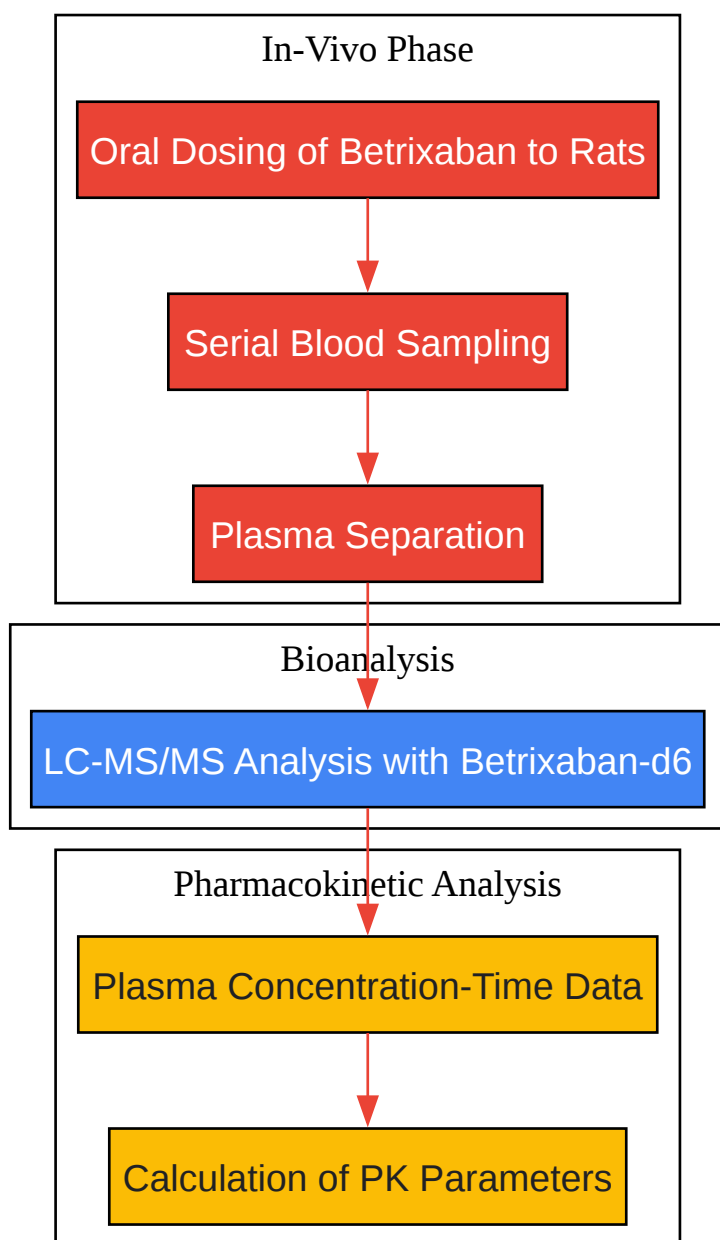 In-Vivo Phase
Oral Dosing of Betrixaban to Rats
Serial Blood Sampling
Plasma Separation
Bioanalysis
LC-MS/MS Analysis with Betrixaban-d6
Pharmacokinetic Analysis
Plasma Concentration-Time Data
Calculation of PK Parameters